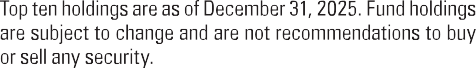 Top ten holdings are as of December 31, 2025. Fund holdings
are subject to change and are not recommendations to buy
or sell any security.